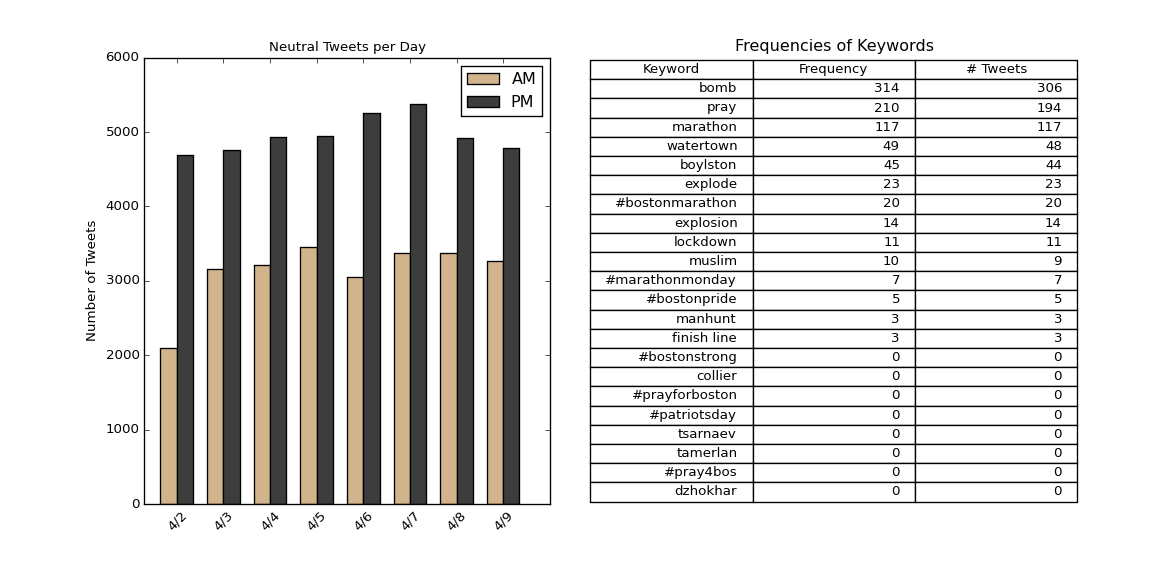 Neutral Tweets per Day
6000
5000
4000
3000
2000
1000
0
Number of Tweets
AM
PM
4/2 4/3 4/4 4/5 4/6 4/7 4/8 4/9
Frequencies of Keywords
Keyword Frequency # Tweets
bomb 314 306
pray 210 194
marathon 117 117
watertown 49 48
boylston 45 44
explode 23 23
#bostonmarathon 20 20
explosion 14 14
lockdown 11 11
muslim 10 9
#marathonmonday 7 7
#bostonpride 5 5
manhunt 3 3
finish line 3 3
#bostonstrong 0 0
collier 0 0
#prayforboston 0 0
#patriotsday 0 0
tsarnaev 0 0
tamerlan 0 0
#pray4bos 0 0
dzhokhar 0 0